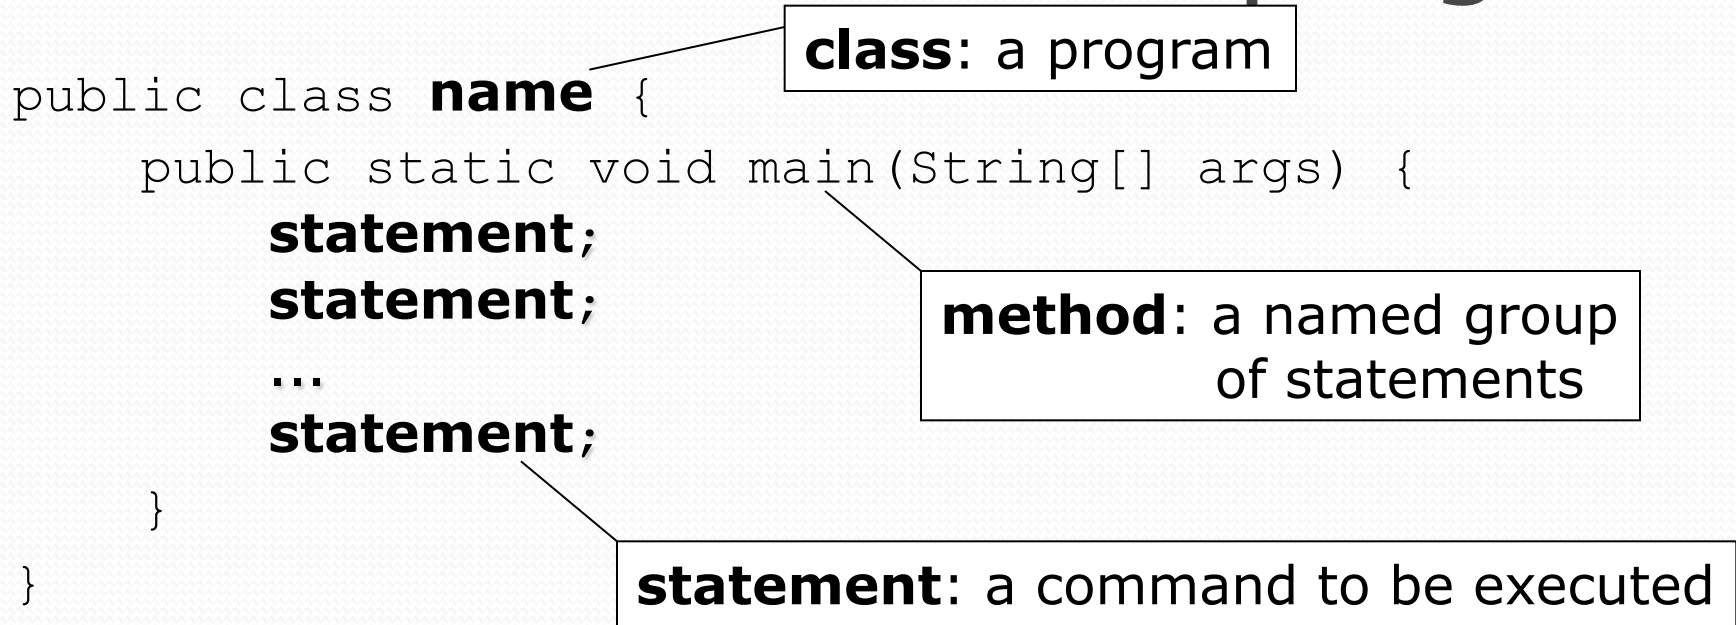 class: a program
public class name {
public static void main(String[] args) {
statement;
statement;
...
statement;
method: a named group
of statements
}
}
statement: a command to be executed